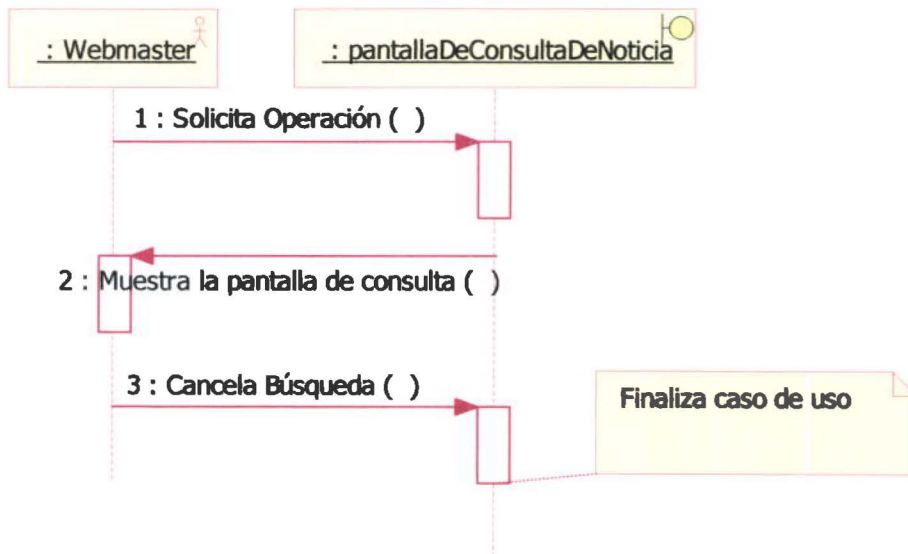 : Webmaster
: pantallaDeConsultaDeNoticia
1 : Solicita Operación ( )
2 : Muestra la pantalla de consulta ( )
3 : Cancela Búsqueda ( )
Finaliza caso de uso